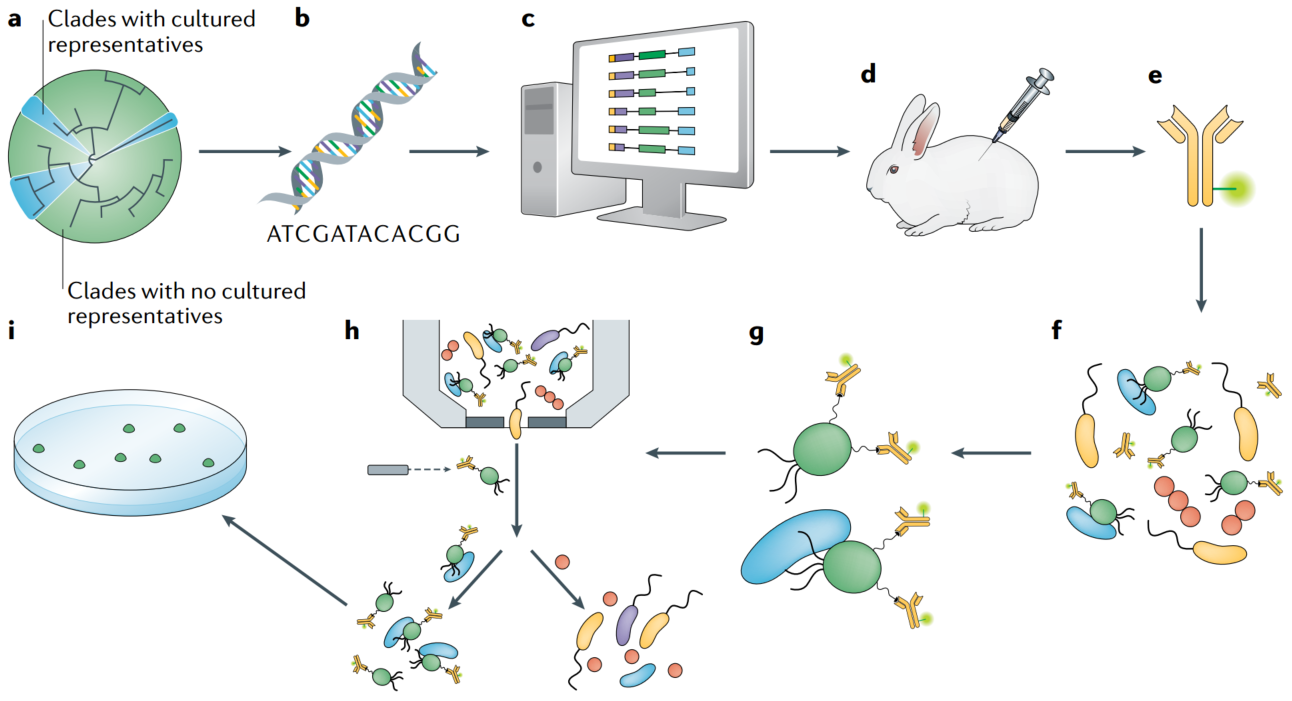 a
Clades with cultured
representatives
b
ATCGATACACGG
c
d
e
Clades with no cultured
representatives
i
h
g
f